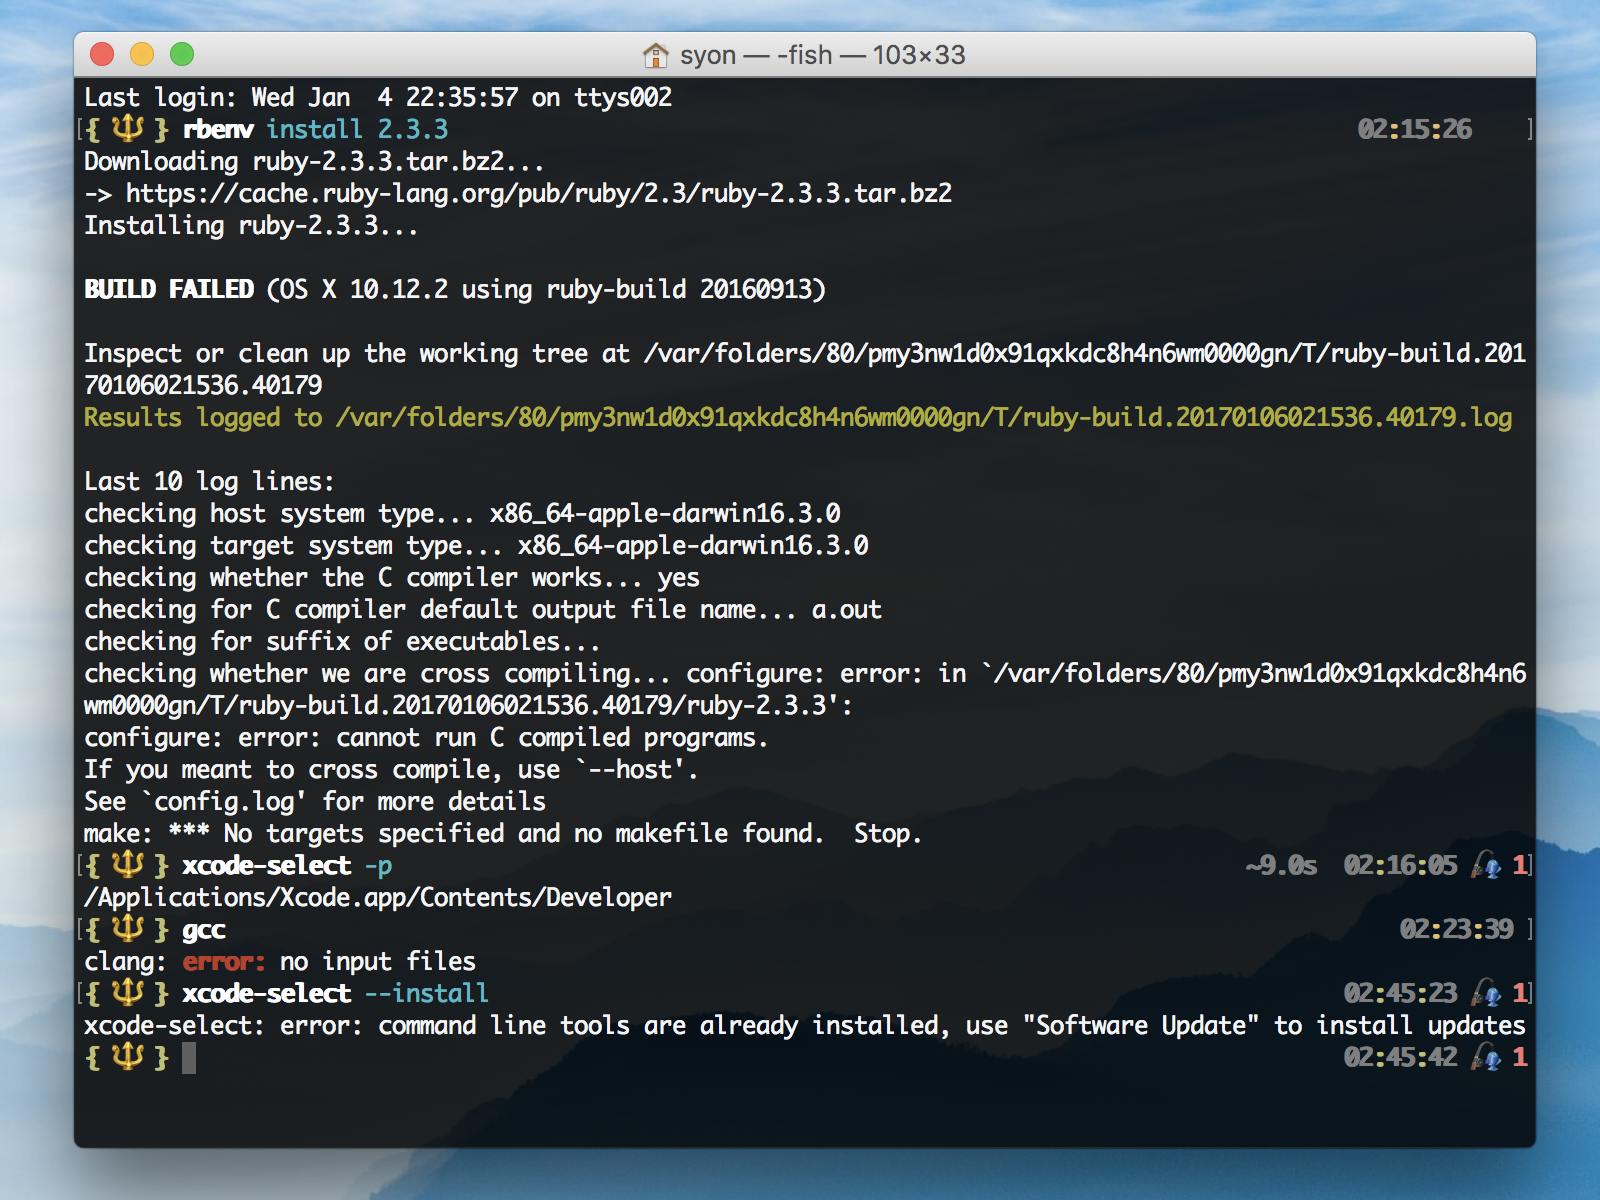 syon — -fish — 103×33
Last login: Wed Jan  4 22:35:57 on ttys002
[{ 🔱 } rbenv install 2.3.3 02:15:26 ]
Downloading ruby-2.3.3.tar.bz2...
-> https://cache.ruby-lang.org/pub/ruby/2.3/ruby-2.3.3.tar.bz2
Installing ruby-2.3.3...
BUILD FAILED (OS X 10.12.2 using ruby-build 20160913)
Inspect or clean up the working tree at /var/folders/80/pmy3nw1d0x91qxkdc8h4n6wm0000gn/T/ruby-build.201
70106021536.40179
Results logged to /var/folders/80/pmy3nw1d0x91qxkdc8h4n6wm0000gn/T/ruby-build.20170106021536.40179.log
Last 10 log lines:
checking host system type... x86_64-apple-darwin16.3.0
checking target system type... x86_64-apple-darwin16.3.0
checking whether the C compiler works... yes
checking for C compiler default output file name... a.out
checking for suffix of executables...
checking whether we are cross compiling... configure: error: in `/var/folders/80/pmy3nw1d0x91qxkdc8h4n6
wm0000gn/T/ruby-build.20170106021536.40179/ruby-2.3.3':
configure: error: cannot run C compiled programs.
If you meant to cross compile, use `--host'.
See `config.log' for more details
make: *** No targets specified and no makefile found.  Stop.
[{ 🔱 } xcode-select -p ~9.0s 02:16:05 🎣 1]
/Applications/Xcode.app/Contents/Developer
[{ 🔱 } gcc 02:23:39 ]
clang: error: no input files
[{ 🔱 } xcode-select --install 02:45:23 🎣 1]
xcode-select: error: command line tools are already installed, use "Software Update" to install updates
{ 🔱 } 02:45:42 🎣 1